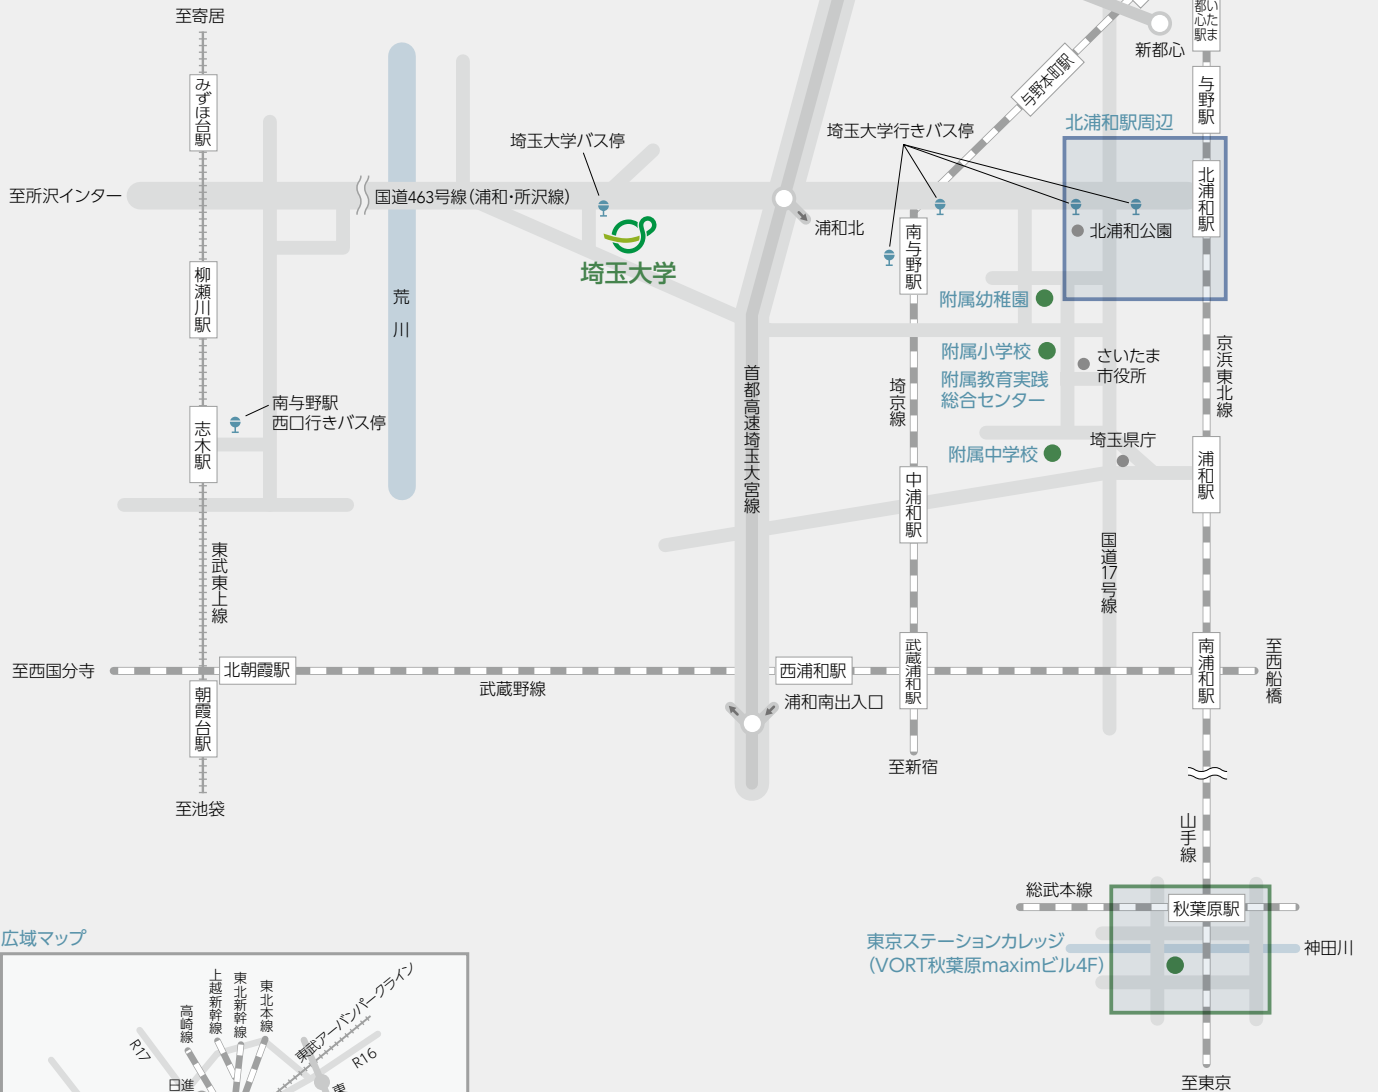 至寄居
みずほ台駅
埼玉大学バス停
埼玉大学行きバス停
与野本町駅
新都心
いたま
都心駅
与野駅
北浦和駅周辺
至所沢インター
国道463号線(浦和・所沢線)
浦和北
北浦和駅
北浦和公園
南与野駅
埼玉大学
柳瀬川駅
荒川
附属幼稚園
附属小学校
附属教育実践
総合センター
さいたま
市役所
京浜東北線
首都高速埼玉大宮線
埼京線
南与野駅
西口行きバス停
志木駅
附属中学校
埼玉県庁
浦和駅
中浦和駅
東武東上線
国道17号線
至西国分寺
北朝霞駅
武蔵野線
西浦和駅
武蔵浦和駅
南浦和駅
至西船橋
朝霞台駅
浦和南出入口
至新宿
至池袋
山手線
総武本線
秋葉原駅
東京ステーションカレッジ
(VORT秋葉原maximビル4F)
神田川
至東京
広域マップ
高崎線
上越新幹線
東北新幹線
東北本線
東武アーバンパークライン
R17
R16
日進
東